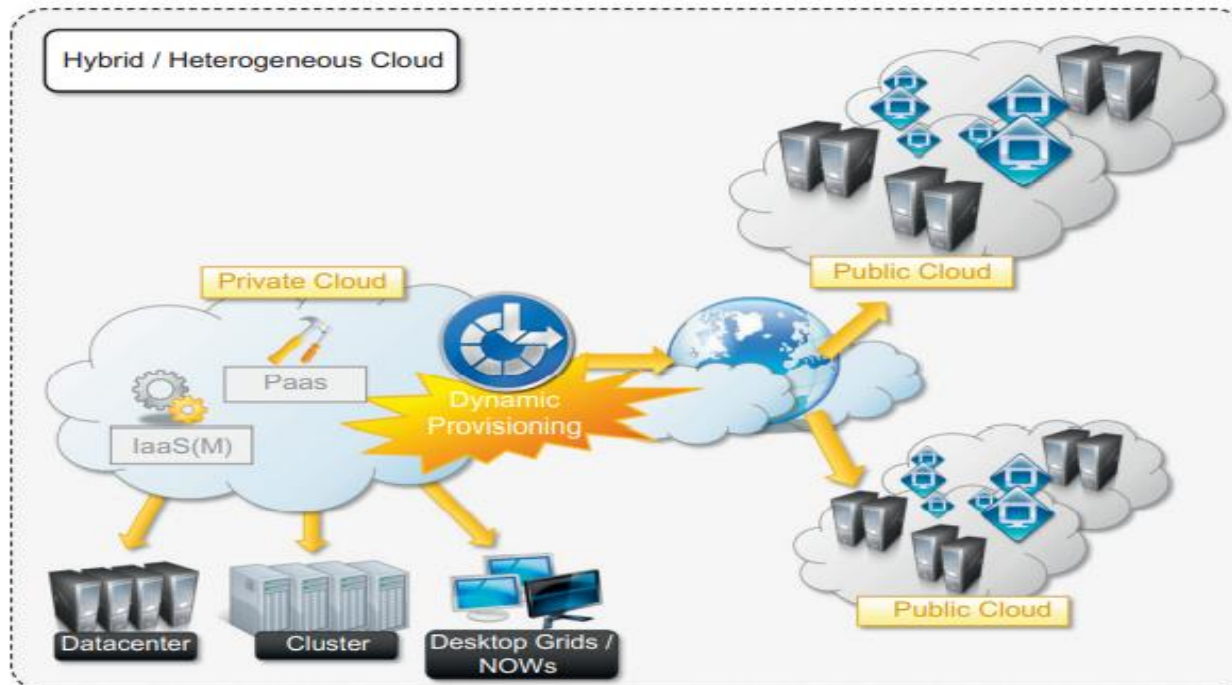 Hybrid / Heterogeneous Cloud
Public Cloud
Private Cloud
Paas
IaaS(M)
Dynamic
Provisioning
Public Cloud
Datacenter
Cluster
Desktop Grids /
NOWs